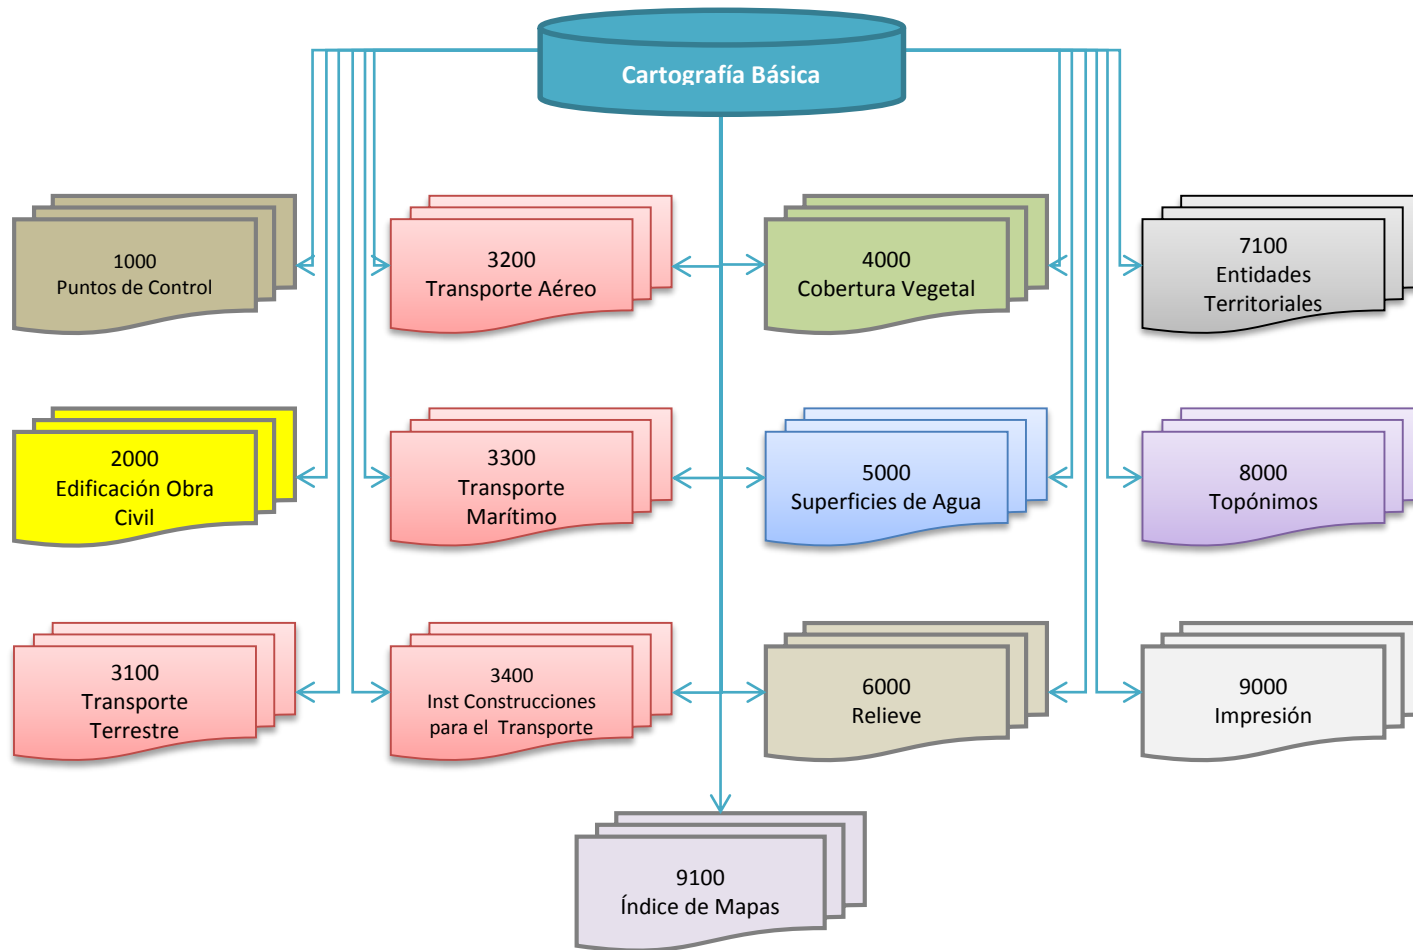 Cartografía Básica
1000
Puntos de Control
3200
Transporte Aéreo
4000
Cobertura Vegetal
7100
Entidades
Territoriales
2000
Edificación Obra
Civil
3300
Transporte
Marítimo
5000
Superficies de Agua
8000
Topónimos
3100
Transporte
Terrestre
3400
Inst Construcciones
para el  Transporte
6000
Relieve
9000
Impresión
9100
Índice de Mapas